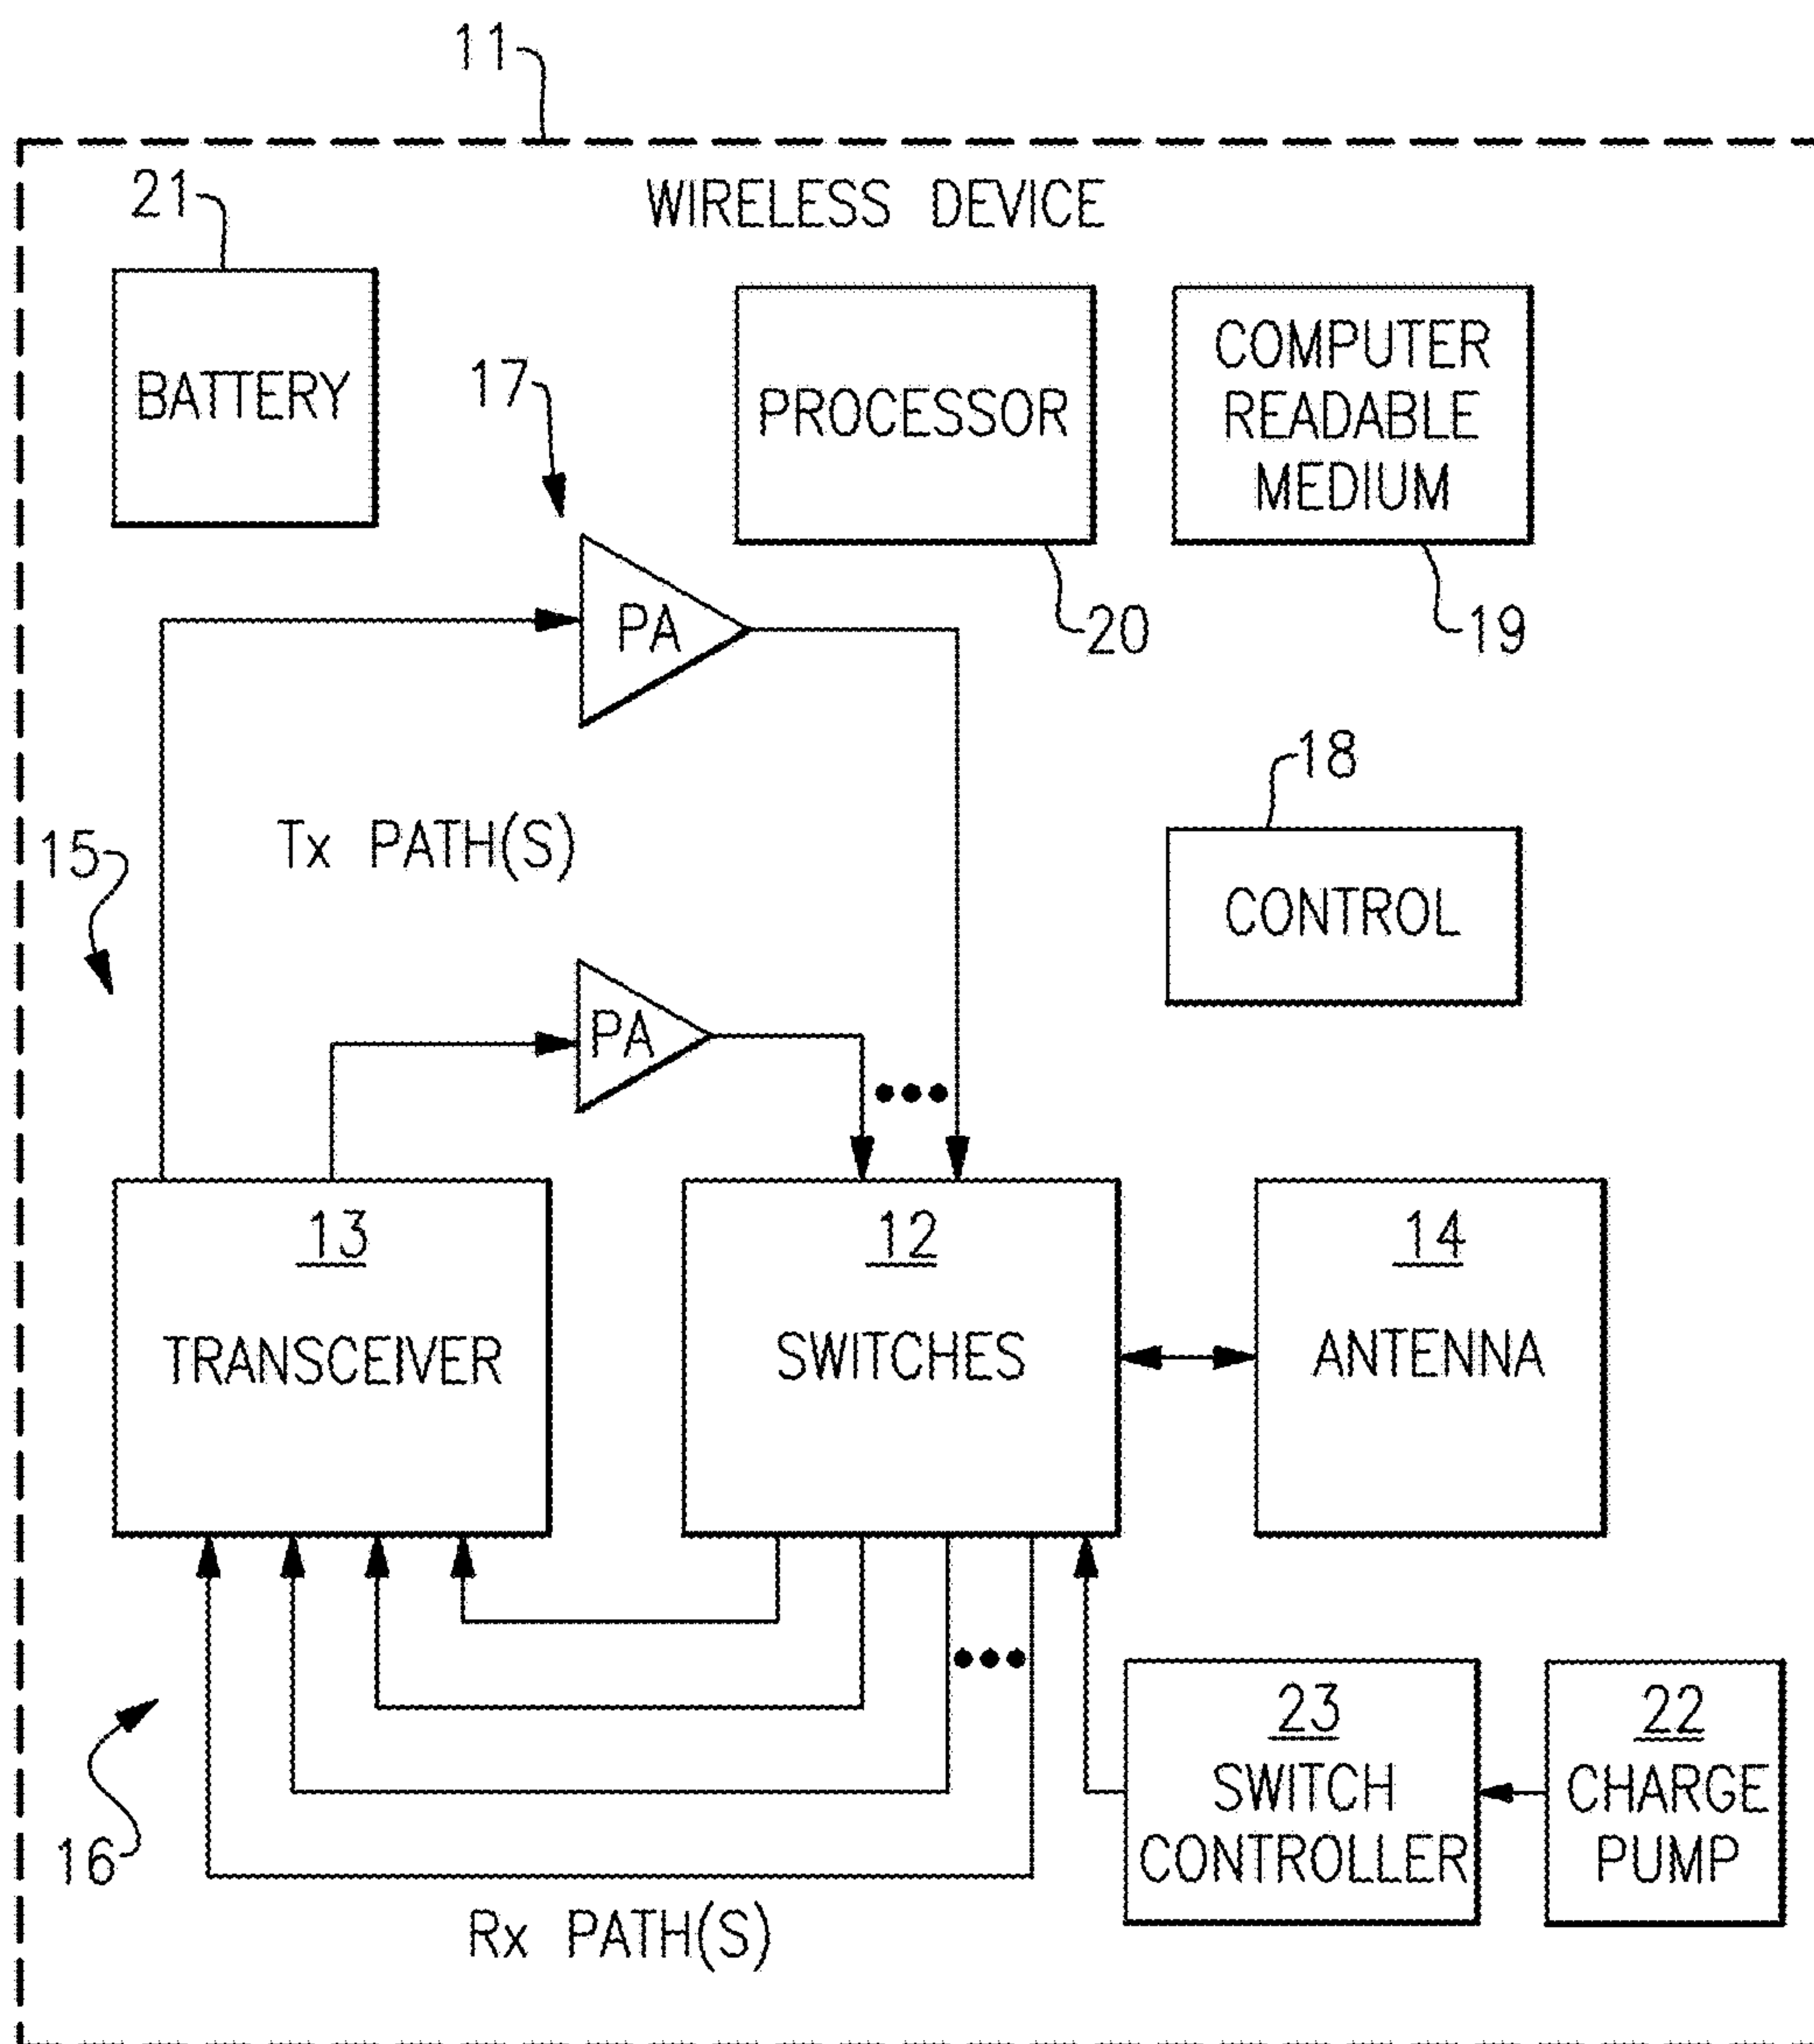 11
WIRELESS DEVICE
21
BATTERY
17
PROCESSOR
COMPUTER
READABLE
MEDIUM
20
19
PA
18
15
Tx PATH(S)
CONTROL
PA
13
TRANSCEIVER
12
SWITCHES
14
ANTENNA
16
23
SWITCH
CONTROLLER
22
CHARGE
PUMP
Rx PATH(S)